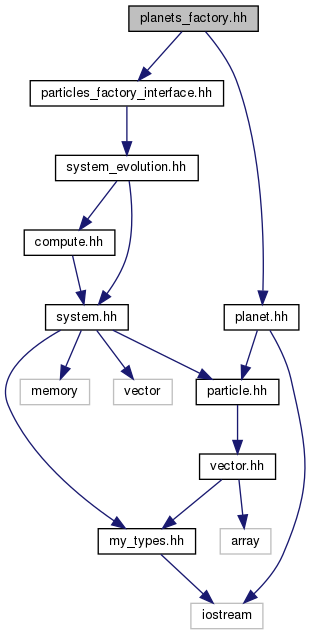 planets_factory.hh
particles_factory_interface.hh
system_evolution.hh
compute.hh
system.hh
planet.hh
memory
vector
particle.hh
vector.hh
my_types.hh
array
iostream